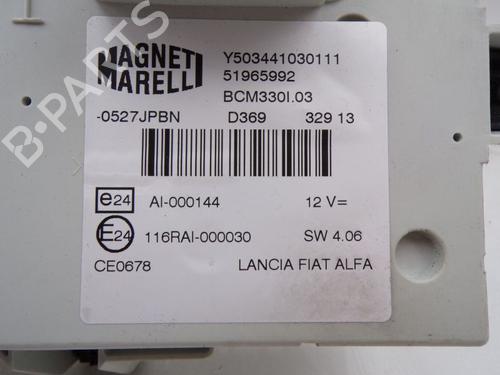 MAGNETI
MARELLI
Y503441030111
51965992
BCM330I.03
-0527JPBN D369 329 13
e24 AI-000144 12 V=
E24 116RAI-000030 SW 4.06
CE0678 LANCIA FIAT ALFA
B-PARTS